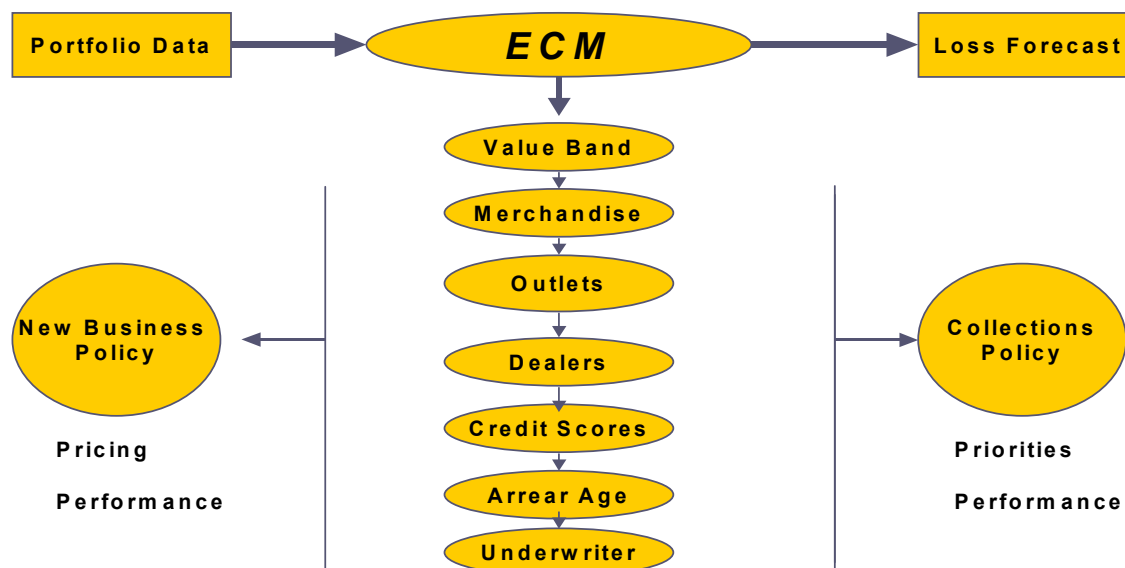 Portfolio Data
ECM
Loss Forecast
Value Band
Merchandise
Outlets
New Business
Policy
Collections
Policy
Dealers
Credit Scores
Pricing
Priorities
Arrear Age
Performance
Performance
Underwriter